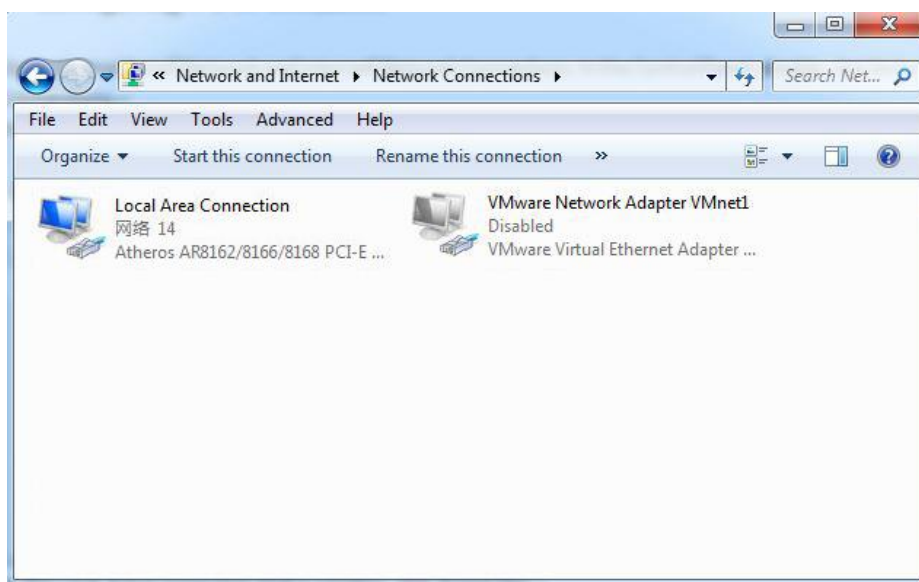 « Network and Internet ▸ Network Connections ▸
Search Net...
File Edit View Tools Advanced Help
Organize ▾ Start this connection Rename this connection »
Local Area Connection
网络 14
Atheros AR8162/8166/8168 PCI-E ...
VMware Network Adapter VMnet1
Disabled
VMware Virtual Ethernet Adapter ...